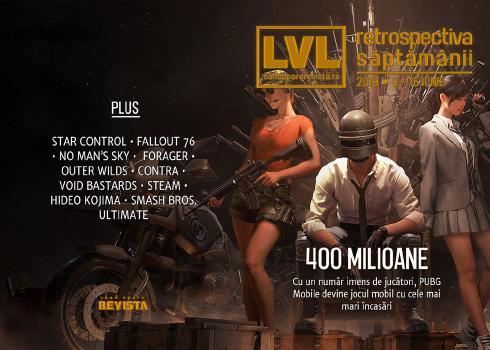 LVL
retrospectiva
săptămânii
PLUS
STAR CONTROL • FALLOUT 76
• NO MAN'S SKY • FORAGER •
OUTER WILDS • CONTRA •
VOID BASTARDS • STEAM •
HIDEO KOJIMA • SMASH BROS.
ULTIMATE
400 MILIOANE
Cu un număr imens de jucători, PUBG
Mobile devine jocul mobil cu cele mai
mari încasări
REVISTA